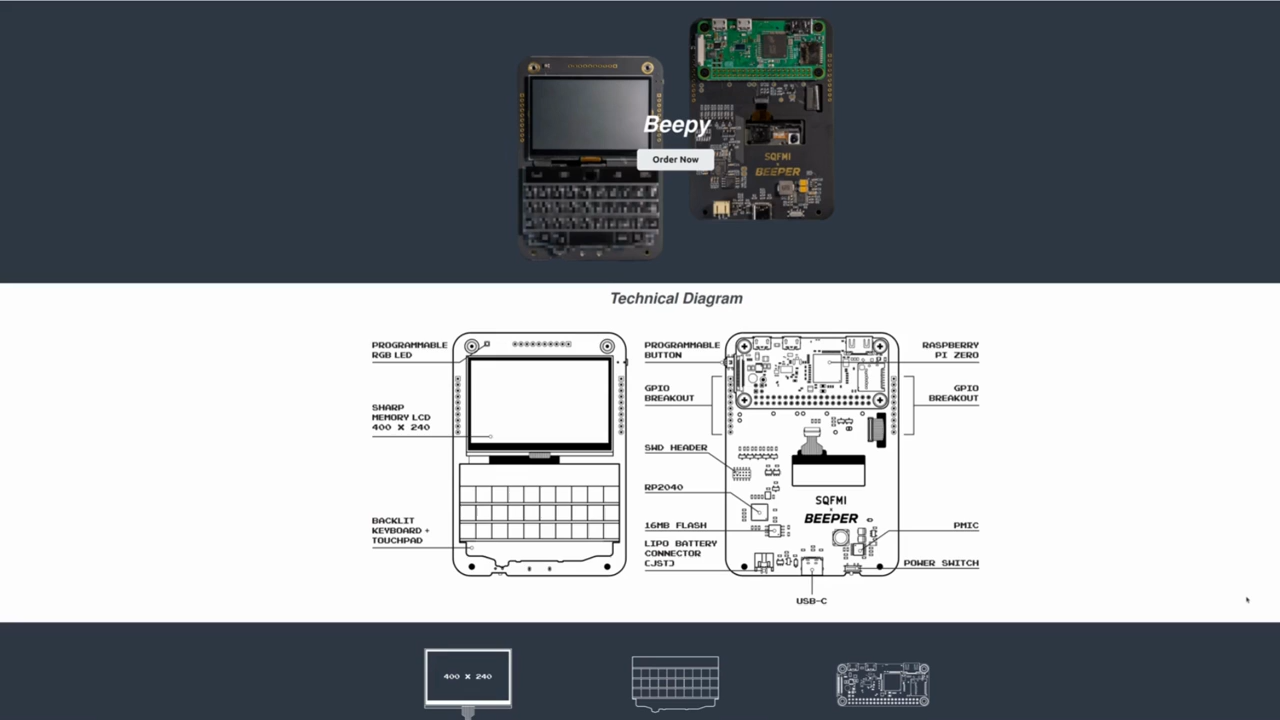 Beepy
Order Now
SQFMI
X
BEEPER
Technical Diagram
PROGRAMMABLE
RGB LED
SHARP
MEMORY LCD
400 X 240
BACKLIT
KEYBOARD +
TOUCHPAD
PROGRAMMABLE
BUTTON
GPIO
BREAKOUT
SWD HEADER
RP2040
16MB FLASH
LIPO BATTERY
CONNECTOR
(JST)
USB-C
SQFMI
X
BEEPER
RASPBERRY
PI ZERO
GPIO
BREAKOUT
PMIC
POWER SWITCH
400 X 240